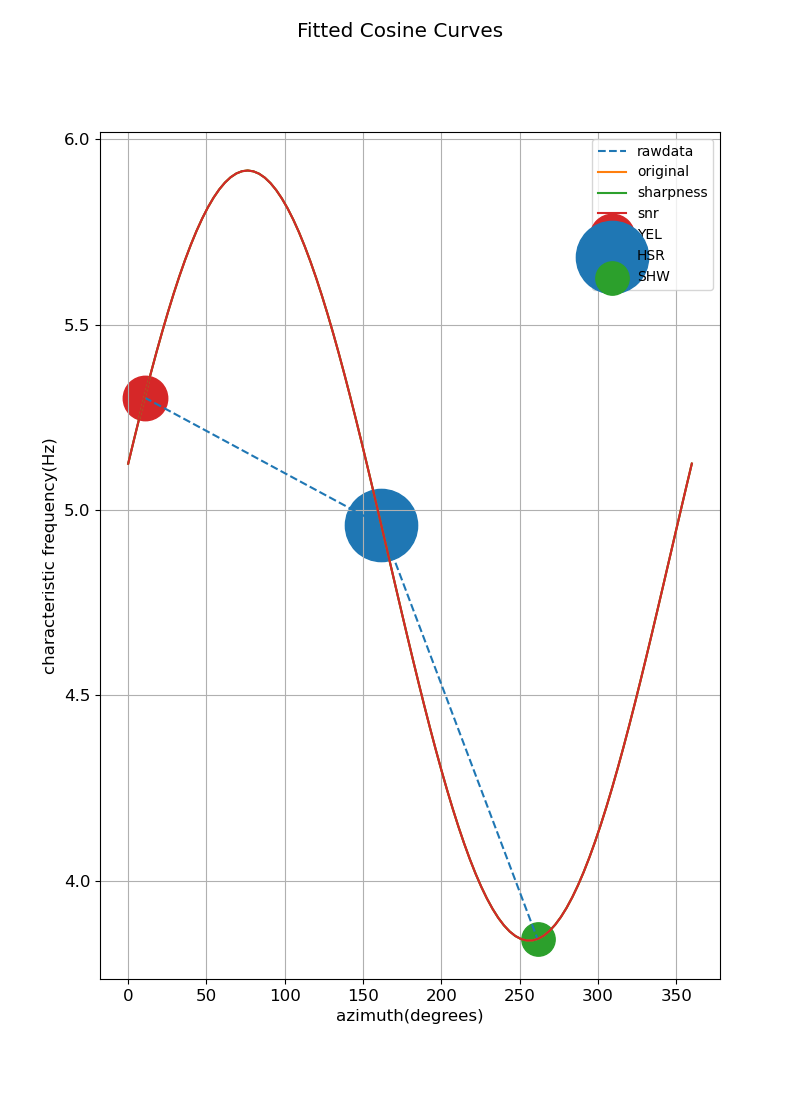 Fitted Cosine Curves
6.0
5.5
5.0
4.5
4.0
characteristic frequency(Hz)
rawdata
original
sharpness
snr
YEL
HSR
SHW
0 50 100 150 200 250 300 350
azimuth(degrees)